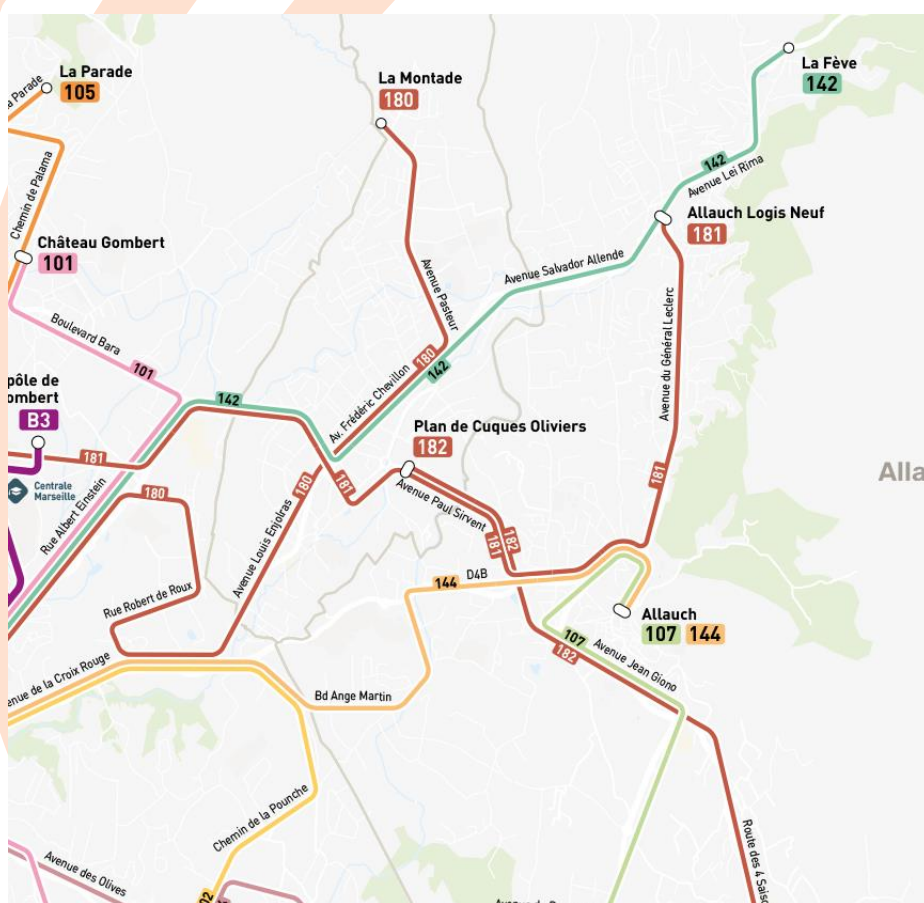 La Parade
105
La Montade
180
La Fève
142
a Parade
Chemin de Palama
142
Avenue Lei Rima
Allauch Logis Neuf
181
Château Gombert
101
Avenue Salvador Allende
Avenue Pasteur
Avenue du Général Leclerc
Boulevard Bara
101
180
142
Av. Frédéric Chevillon
pôle de
ombert
B3
142
Plan de Cuques Oliviers
182
181
181
Centrale
Marseille
180
180
181
Avenue Paul Sirvent
Alla
Rue Albert Einstein
Avenue Louis Enjolras
181
182
D4B
144
Rue Robert de Roux
Allauch
107
144
107
182
Avenue Jean Giono
enue de la Croix Rouge
Bd Ange Martin
Chemin de la Pounche
Route des 4 Saiso
Avenue des Olives
02